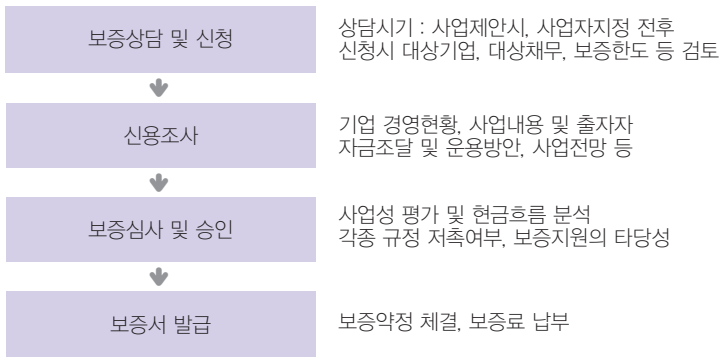 보증상담 및 신청
상담시기 : 사업제안시, 사업자지정 전후
신청시 대상기업, 대상채무, 보증한도 등 검토
신용조사
기업 경영현황, 사업내용 및 출자자
자금조달 및 운용방안, 사업전망 등
보증심사 및 승인
사업성 평가 및 현금흐름 분석
각종 규정 저촉여부, 보증지원의 타당성
보증서 발급
보증약정 체결, 보증료 납부